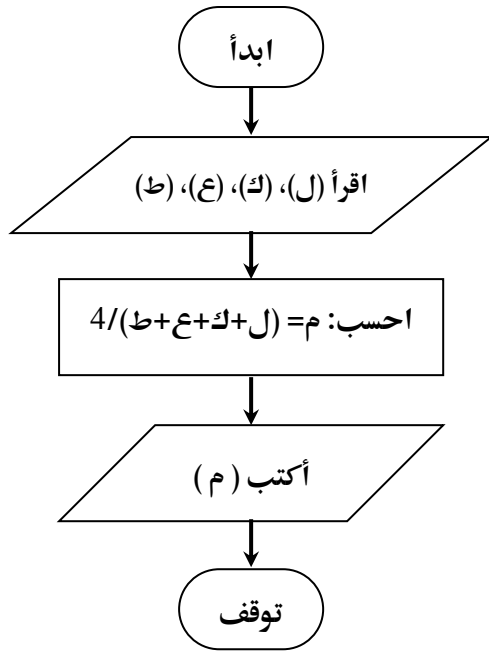 ابدأ
اقرأ (ل)، (ك)، (ع)، (ط)
احسب: م= (ل+ك+ع+ط)/4
أكتب ( م )
توقف